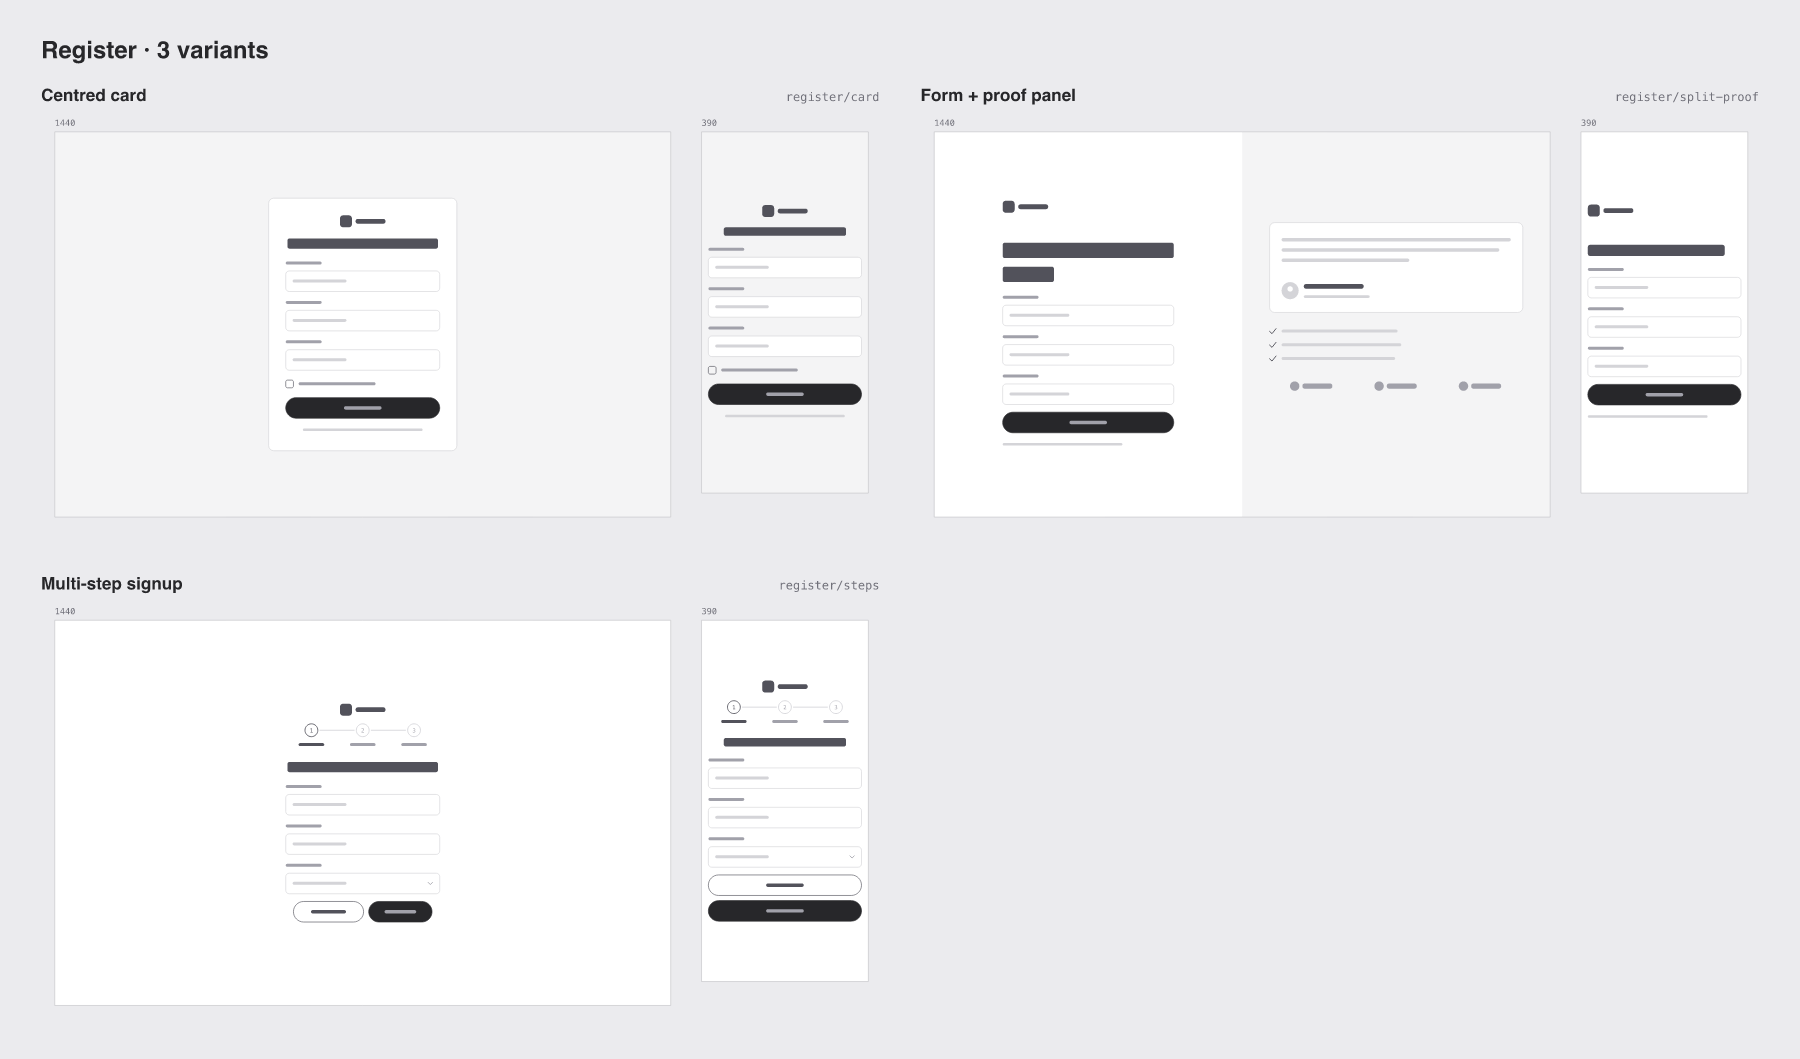 Register · 3 variants
Centred card
register/card
1440
390
Form + proof panel
register/split-proof
1440
390
Multi-step signup
register/steps
1440
390
1 2 3
1 2 3